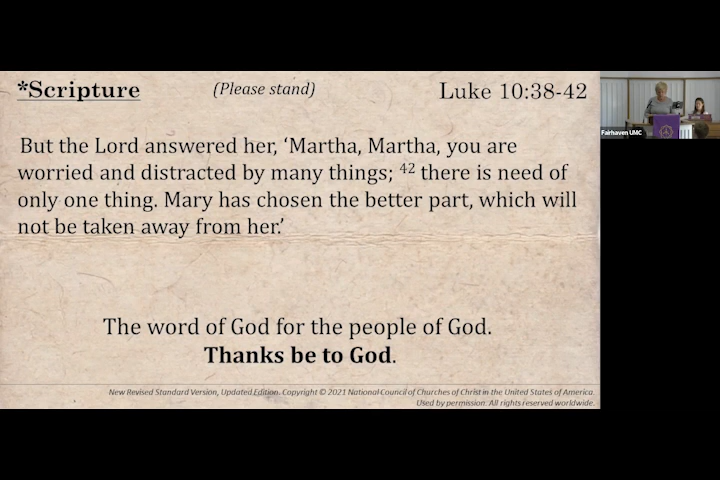 *Scripture (Please stand) Luke 10:38-42
But the Lord answered her, ‘Martha, Martha, you are
worried and distracted by many things; 42 there is need of
only one thing. Mary has chosen the better part, which will
not be taken away from her.’
The word of God for the people of God.
Thanks be to God.
New Revised Standard Version, Updated Edition. Copyright © 2021 National Council of Churches of Christ in the United States of America.
Used by permission. All rights reserved worldwide.
Fairhaven UMC